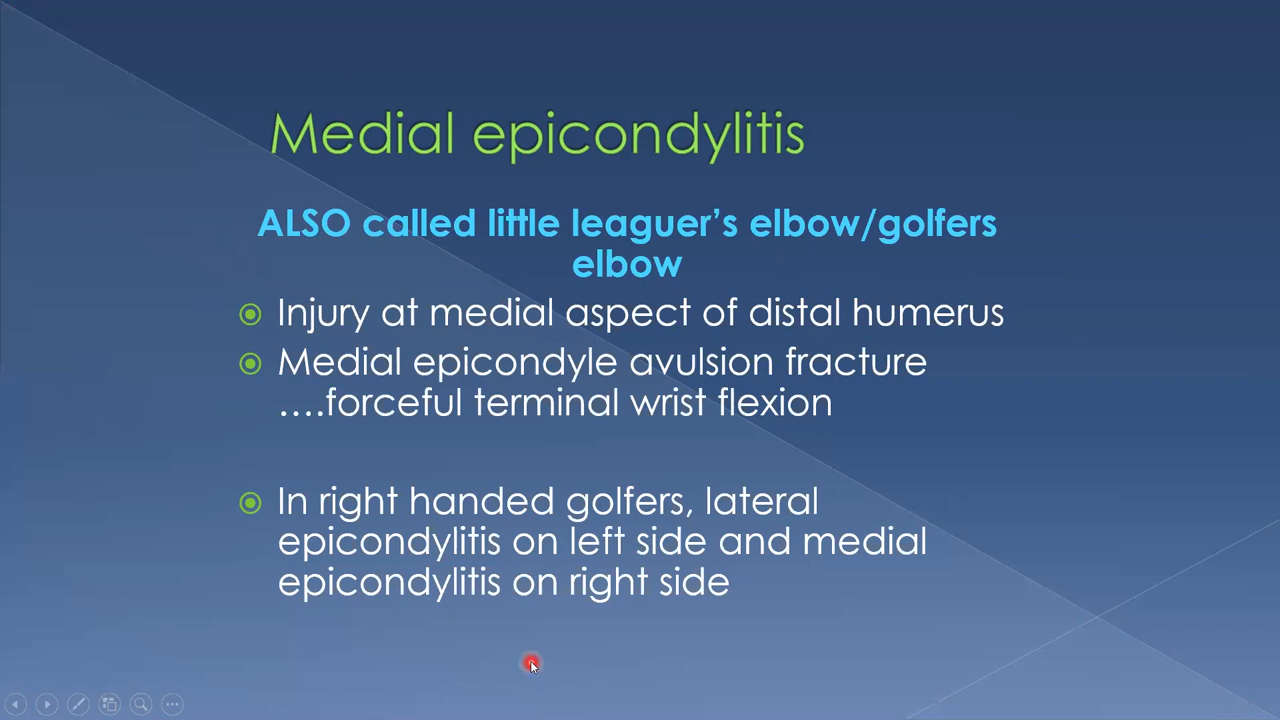 Medial epicondylitis
ALSO called little leaguer’s elbow/golfers
elbow
Injury at medial aspect of distal humerus
Medial epicondyle avulsion fracture
....forceful terminal wrist flexion
In right handed golfers, lateral
epicondylitis on left side and medial
epicondylitis on right side